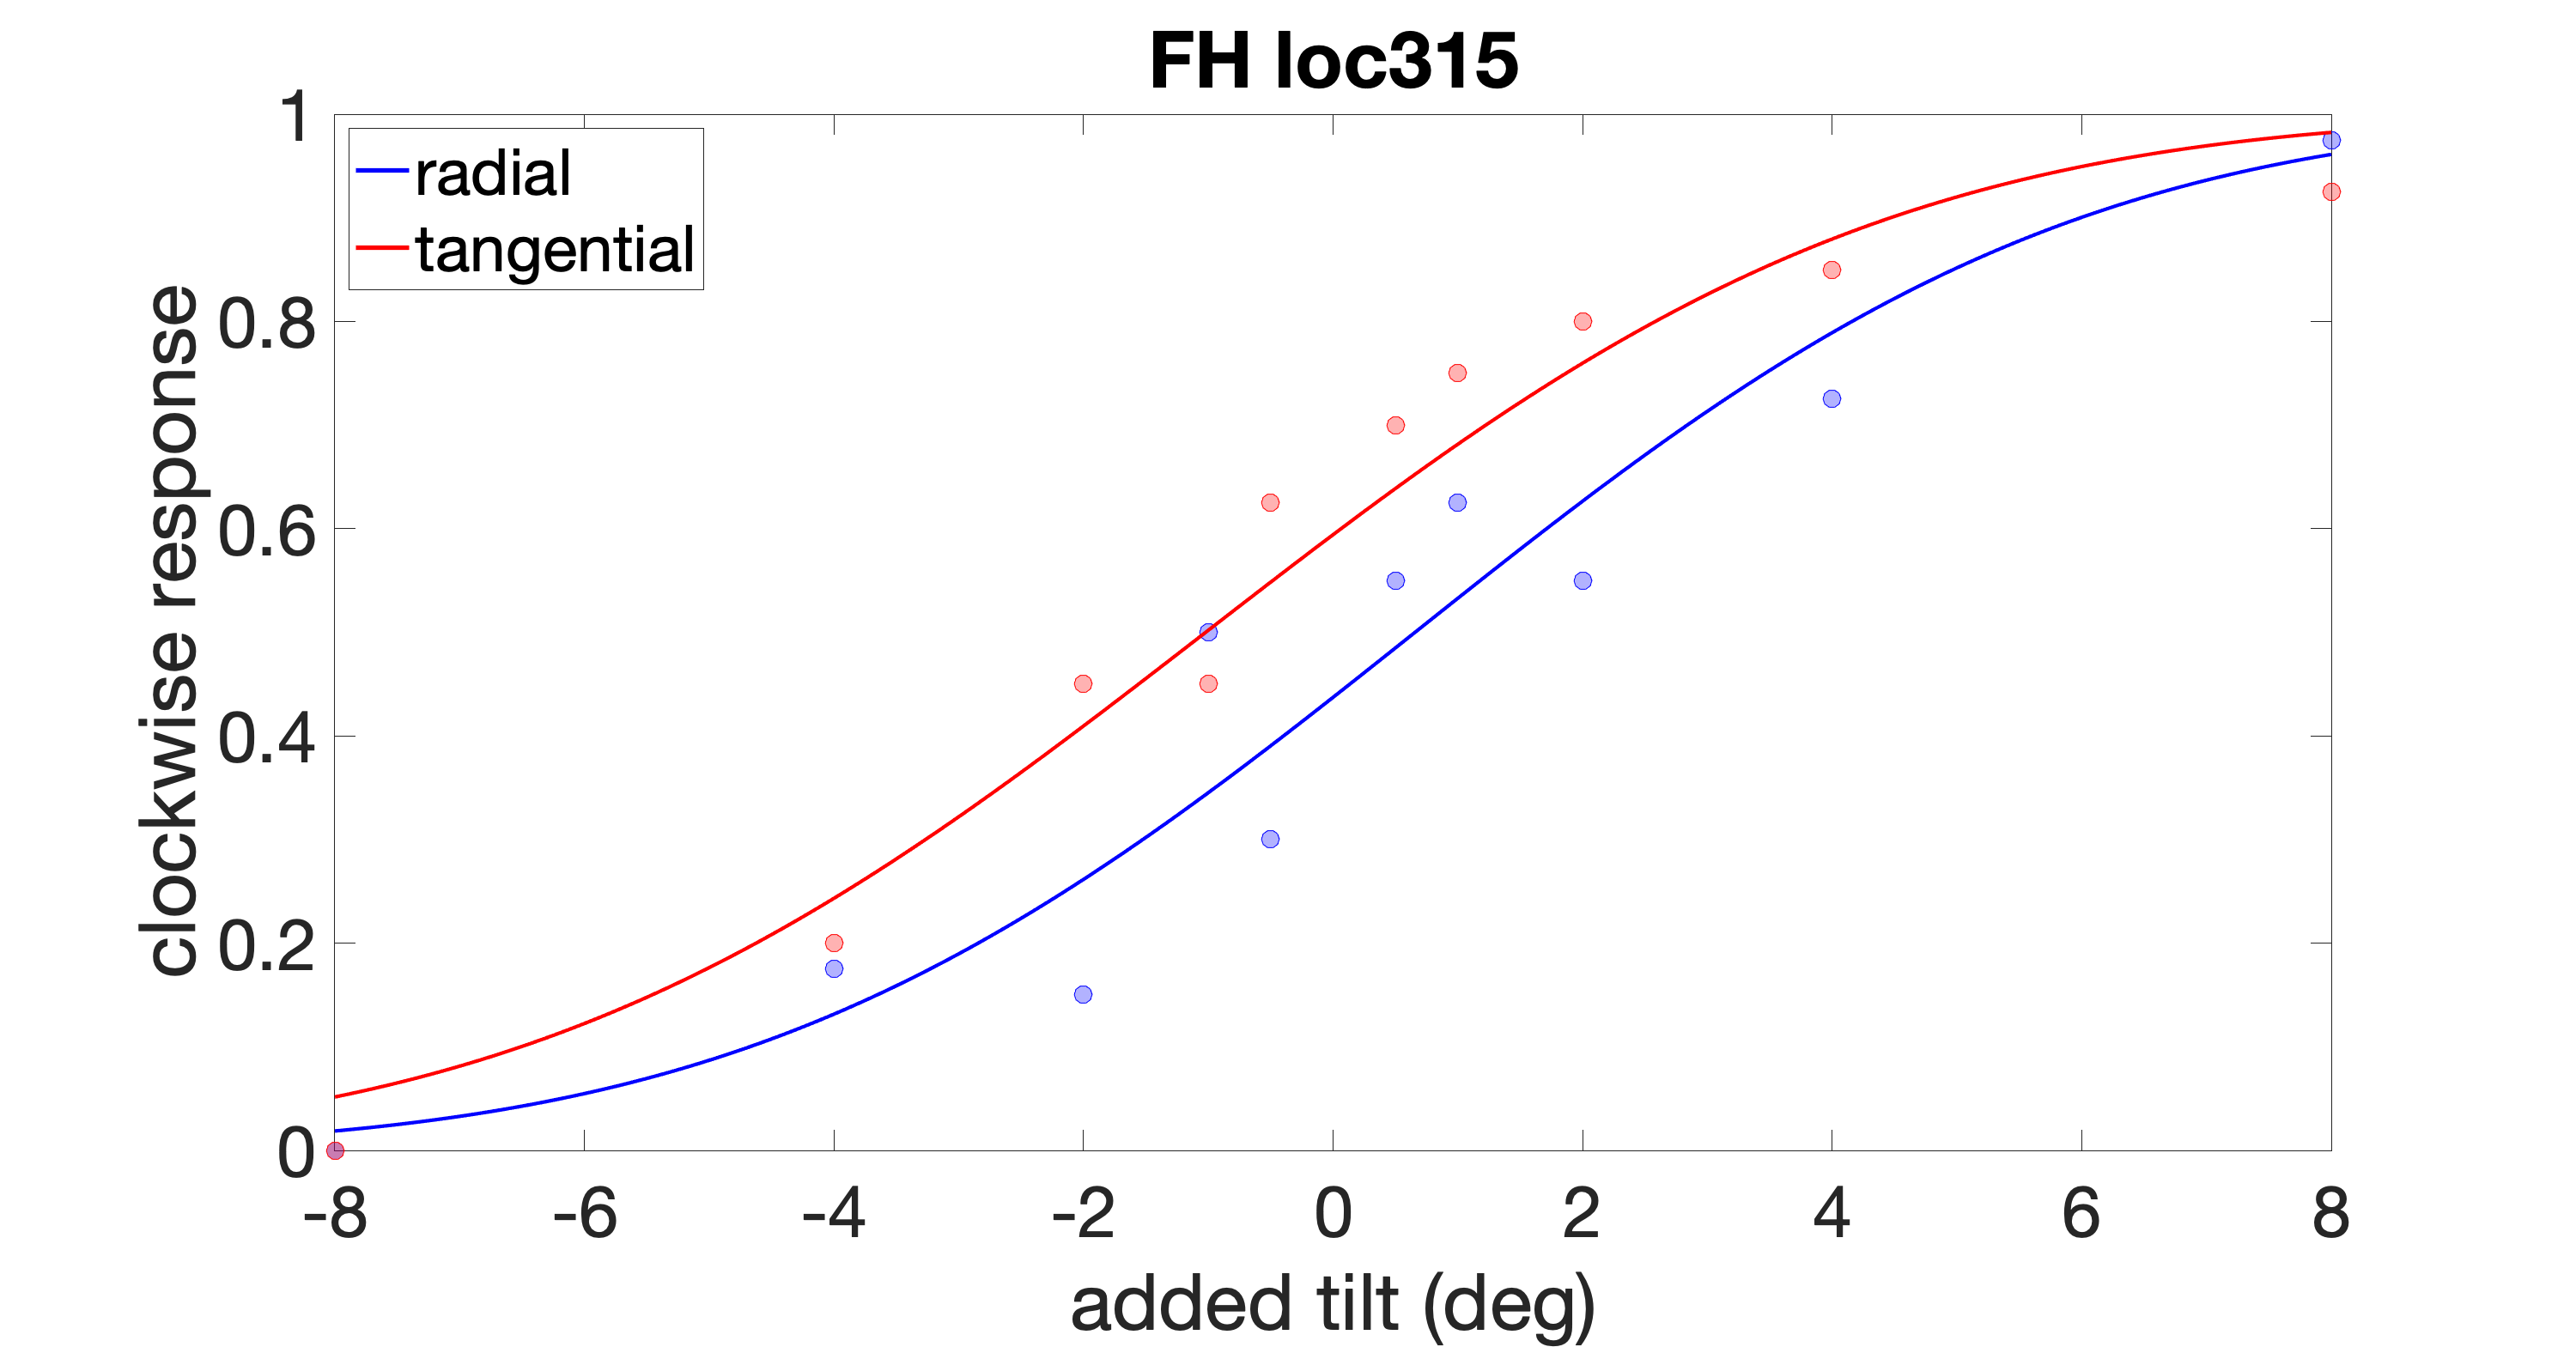 FH loc315
radial
tangential
clockwise response
1
0.8
0.6
0.4
0.2
0
-8 -6 -4 -2 0 2 4 6 8
added tilt (deg)